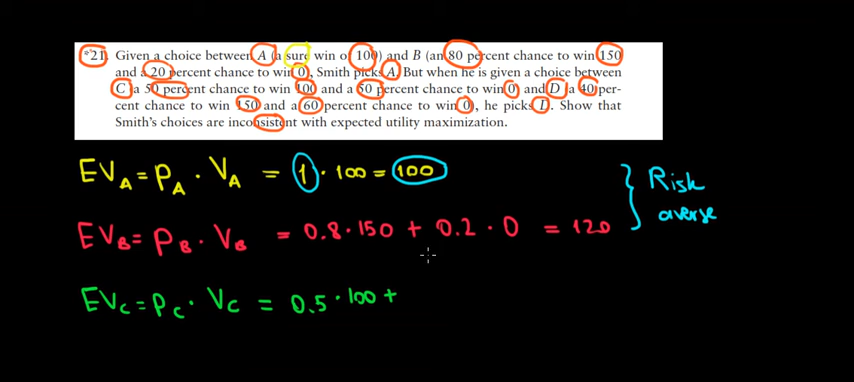 *21. Given a choice between A (a sure win of 100) and B (an 80 percent chance to win 150
and a 20 percent chance to win 0), Smith picks A. But when he is given a choice between
C (a 50 percent chance to win 100 and a 50 percent chance to win 0) and D (a 40 per-
cent chance to win 150 and a 60 percent chance to win 0), he picks D. Show that
Smith's choices are inconsistent with expected utility maximization.
EV_A = P_A · V_A = 1 · 100 = 100
Risk
averse
EV_B = P_B · V_B = 0.8 · 150 + 0.2 · 0 = 120
EV_C = P_C · V_C = 0.5 · 100 +